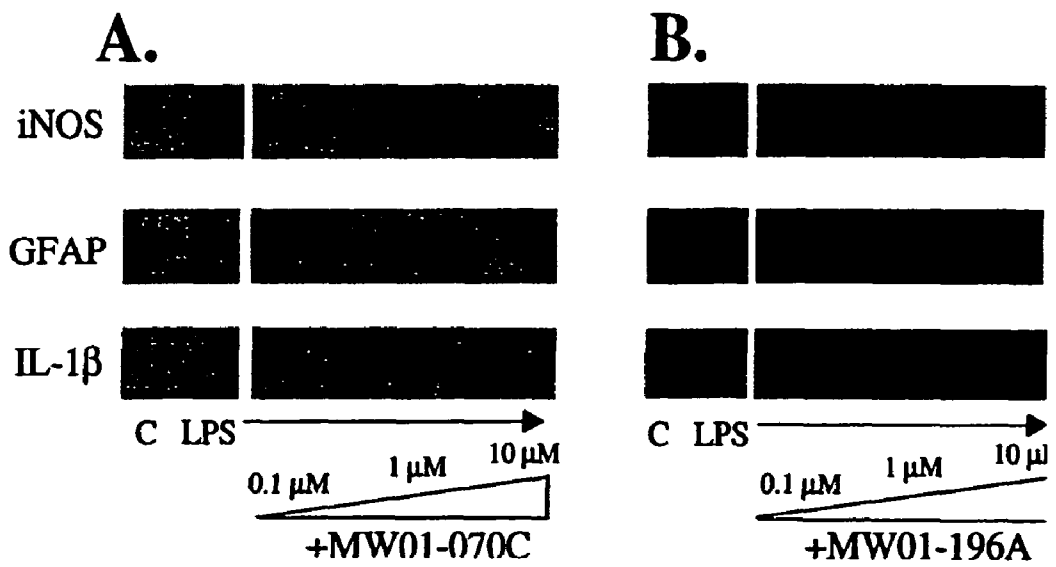 A.
B.
iNOS
GFAP
IL-1β
C LPS
0.1 µM 1 µM 10 µM
+MW01-070C
C LPS
0.1 µM 1 µM 10 µ
+MW01-196A